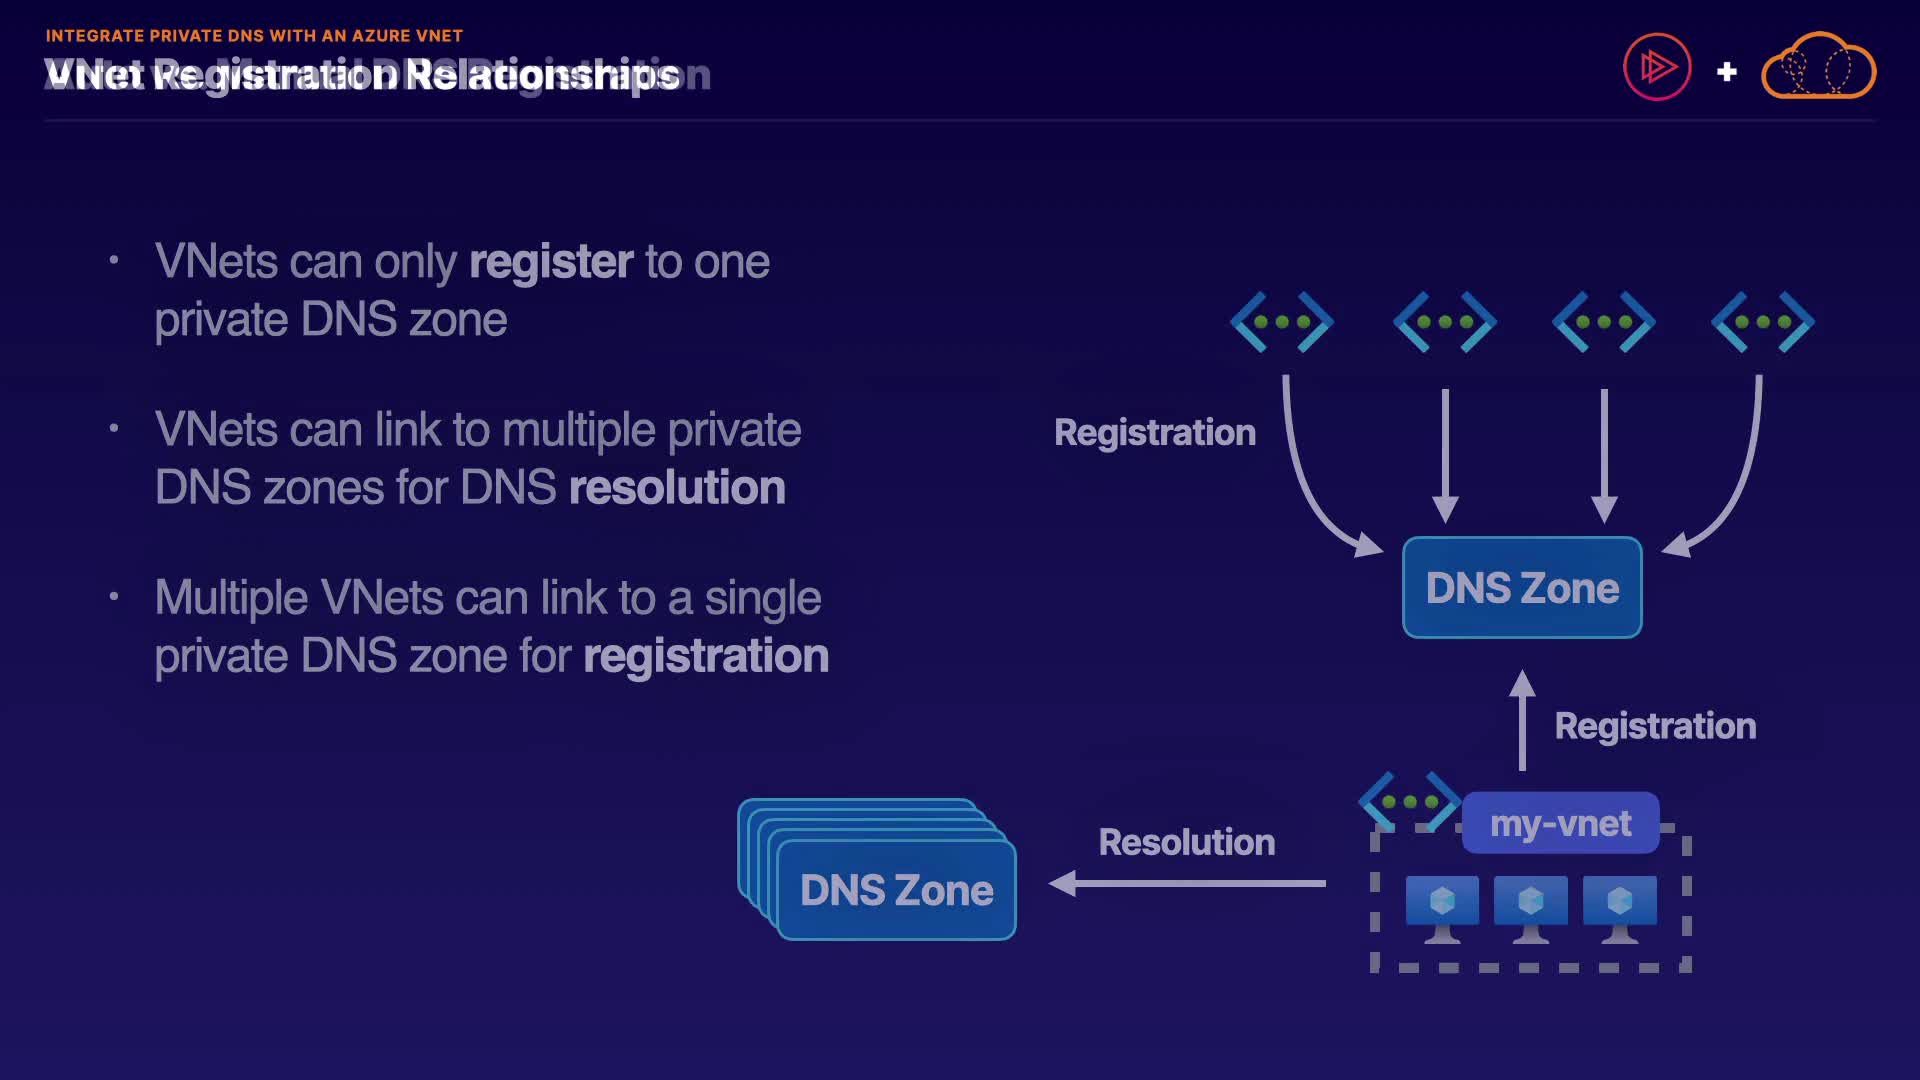 INTEGRATE PRIVATE DNS WITH AN AZURE VNET
VNet Registration Relationships
VNets can only register to one
private DNS zone
VNets can link to multiple private
DNS zones for DNS resolution
Multiple VNets can link to a single
private DNS zone for registration
Registration
DNS Zone
Registration
my-vnet
Resolution
DNS Zone